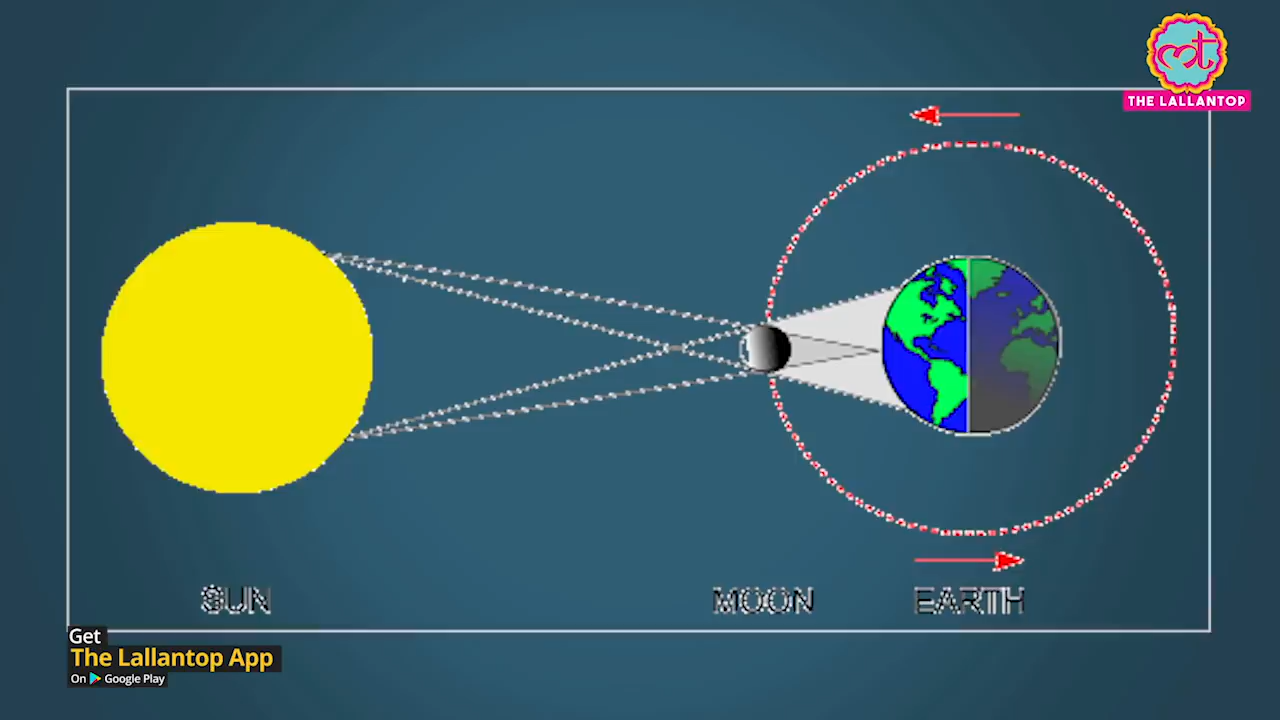 THE LALLANTOP
SUN
MOON
EARTH
Get
The Lallantop App
On Google Play